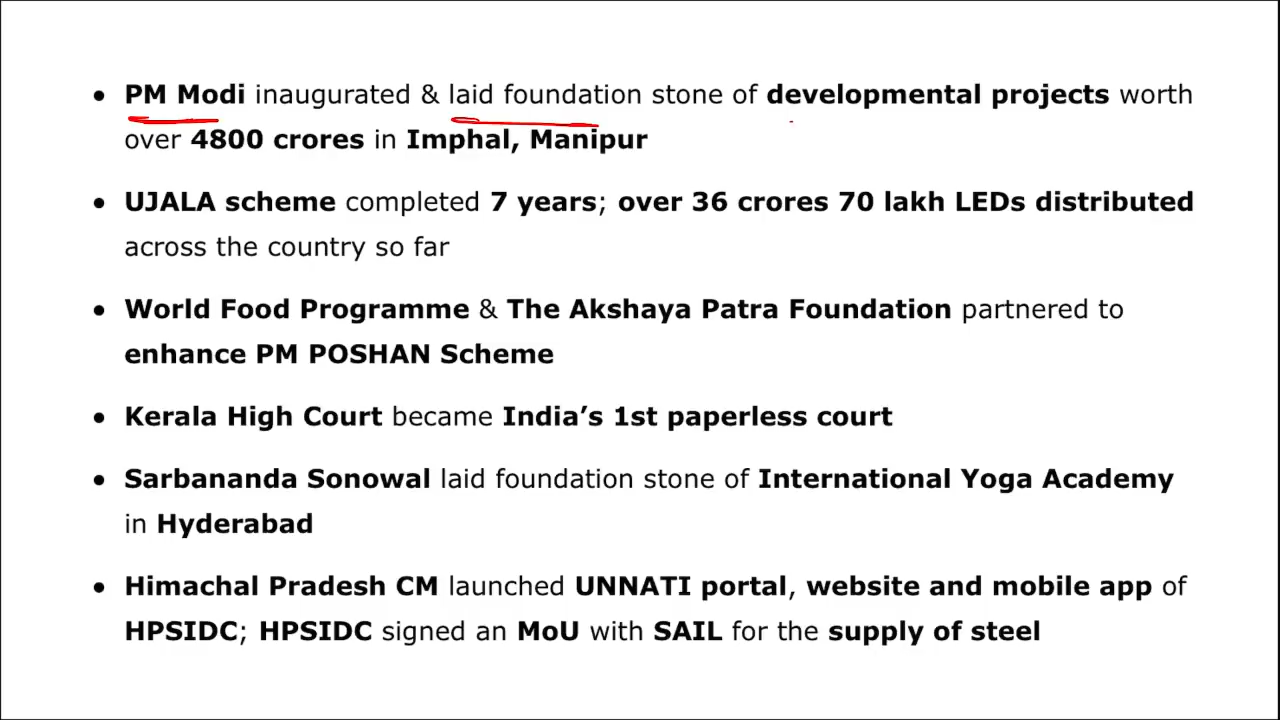 • PM Modi inaugurated & laid foundation stone of developmental projects worth
over 4800 crores in Imphal, Manipur
• UJALA scheme completed 7 years; over 36 crores 70 lakh LEDs distributed
across the country so far
• World Food Programme & The Akshaya Patra Foundation partnered to
enhance PM POSHAN Scheme
• Kerala High Court became India’s 1st paperless court
• Sarbananda Sonowal laid foundation stone of International Yoga Academy
in Hyderabad
• Himachal Pradesh CM launched UNNATI portal, website and mobile app of
HPSIDC; HPSIDC signed an MoU with SAIL for the supply of steel